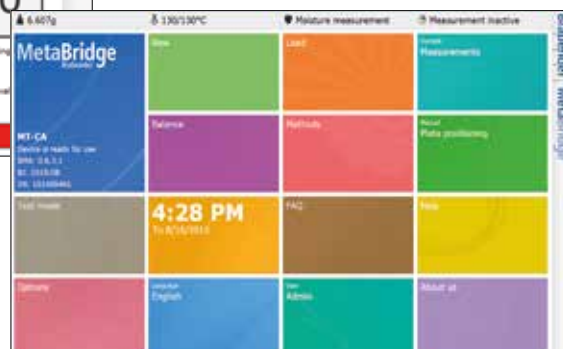 6.607g
130/130°C
Moisture measurement
Measurement inactive
MetaBridge
New
Load
Measurements
MT-CA
Device is ready for use
Balance
Methods
Manual
Plate positioning
Test mode
4:28 PM
FAQ
Help
Options
Language
English
User
Admin
About us